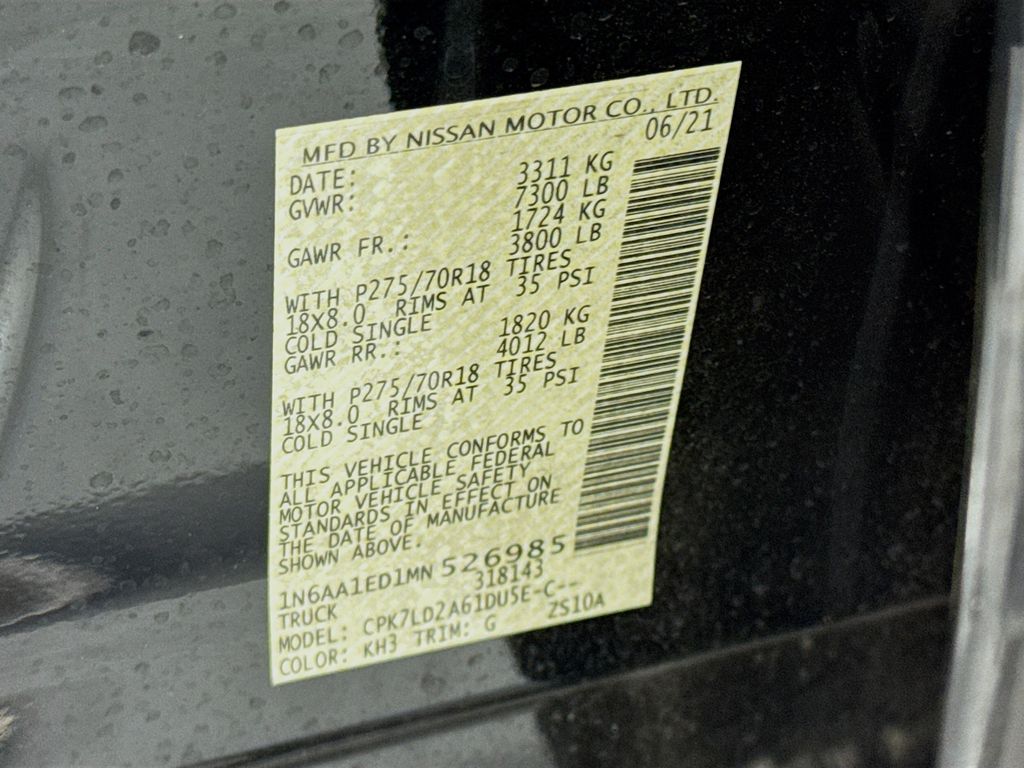 MFD BY NISSAN MOTOR CO., LTD.
DATE: 06/21
GVWR: 3311 KG
7300 LB
GAWR FR.: 1724 KG
3800 LB
WITH P275/70R18 TIRES
18X8.0 RIMS AT 35 PSI
COLD SINGLE
GAWR RR.: 1820 KG
4012 LB
WITH P275/70R18 TIRES
18X8.0 RIMS AT 35 PSI
COLD SINGLE
THIS VEHICLE CONFORMS TO
ALL APPLICABLE FEDERAL
MOTOR VEHICLE SAFETY
STANDARDS IN EFFECT ON
THE DATE OF MANUFACTURE
SHOWN ABOVE.
1N6AA1ED1MN526985
TRUCK 318143
MODEL: CPK7LD2A61DU5E-C--
COLOR: KH3 TRIM: G ZS10A